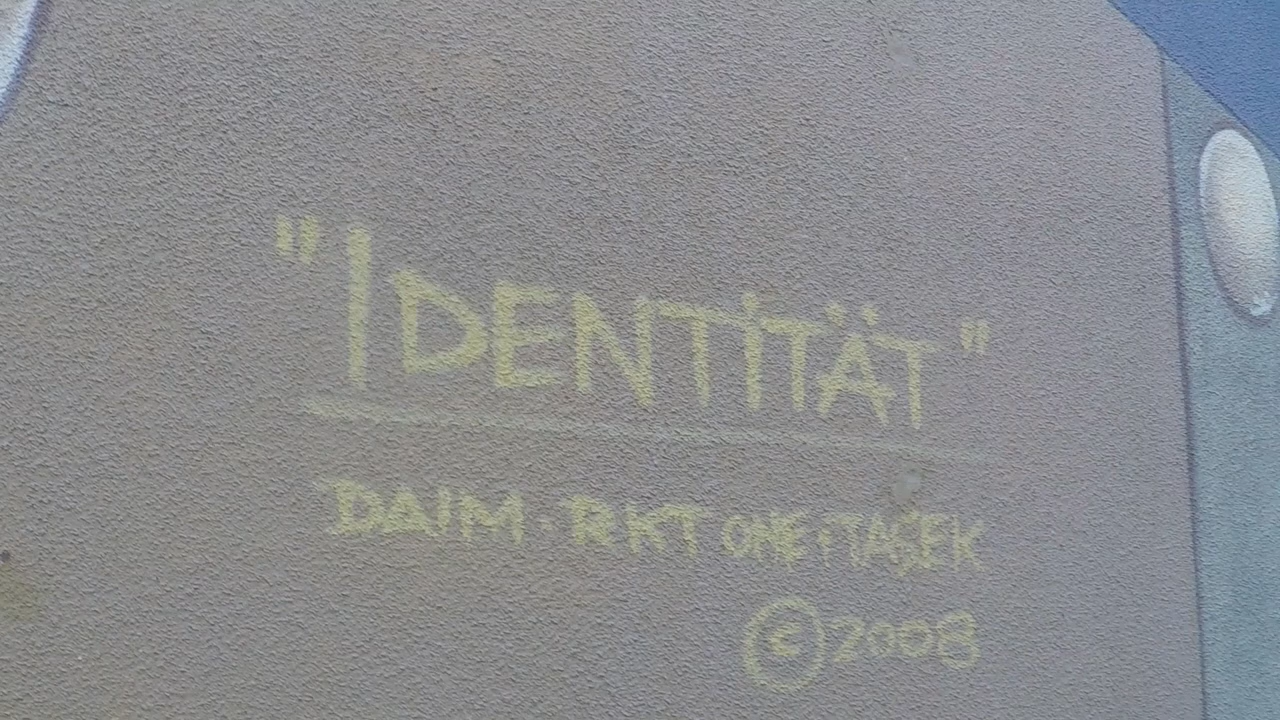 "IDENTITÄT"
DAIM · RKT ONE · TASEK
© 2008